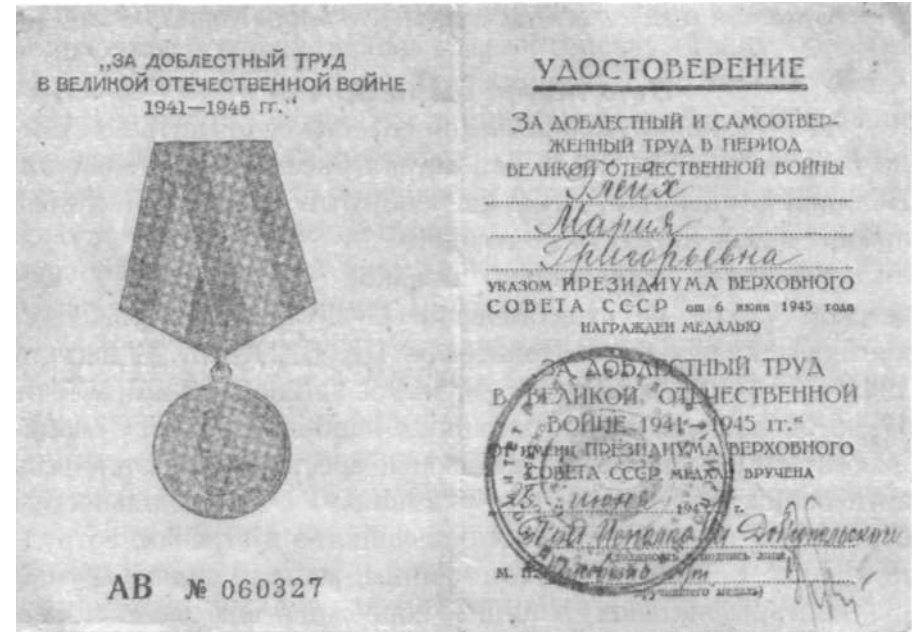 „ЗА ДОБЛЕСТНЫЙ ТРУД
В ВЕЛИКОЙ ОТЕЧЕСТВЕННОЙ ВОЙНЕ
1941—1945 гг.“
АВ № 060327
УДОСТОВЕРЕНИЕ
ЗА ДОБЛЕСТНЫЙ И САМООТВЕР-
ЖЕННЫЙ ТРУД В ПЕРИОД
ВЕЛИКОЙ ОТЕЧЕСТВЕННОЙ ВОЙНЫ
Мария
Григорьевна
УКАЗОМ ПРЕЗИДИУМА ВЕРХОВНОГО
СОВЕТА СССР от 6 июня 1945 года
НАГРАЖДЕН МЕДАЛЬЮ
„ЗА ДОБЛЕСТНЫЙ ТРУД
В ВЕЛИКОЙ ОТЕЧЕСТВЕННОЙ
ВОЙНЕ 1941—1945 гг.“
ОТ ИМЕНИ ПРЕЗИДИУМА ВЕРХОВНОГО
СОВЕТА СССР МЕДАЛЬ ВРУЧЕНА
г.
М. П.
вручившего медаль)